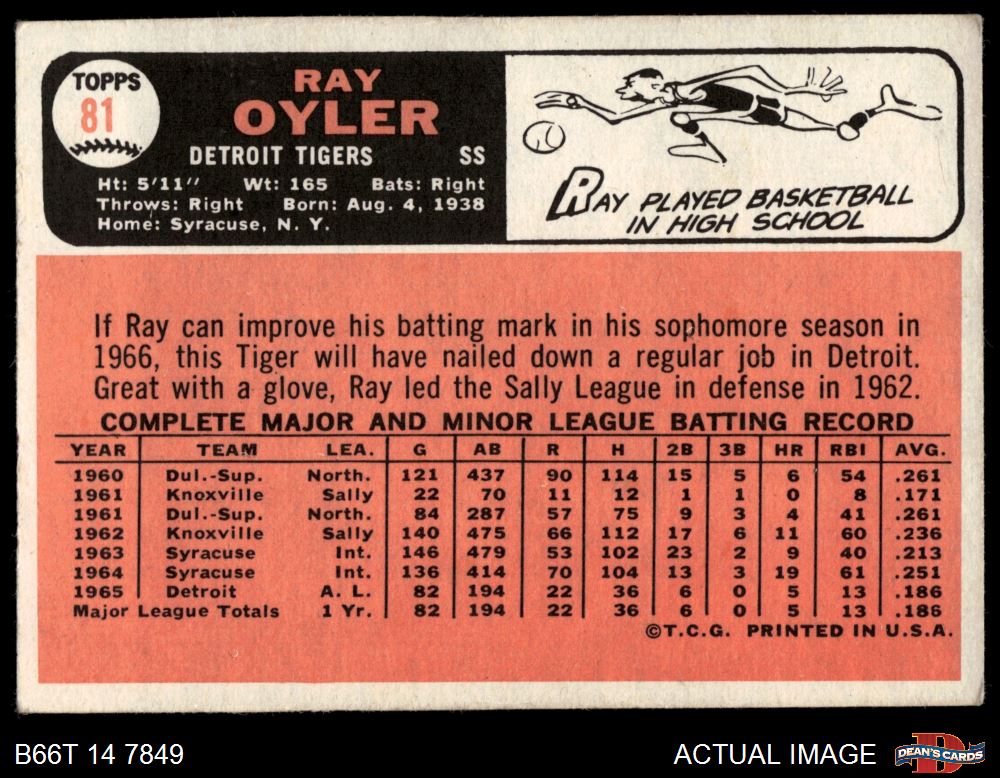 TOPPS
81
RAY
OYLER
DETROIT TIGERS SS
Ht: 5'11" Wt: 165 Bats: Right
Throws: Right Born: Aug. 4, 1938
Home: Syracuse, N. Y.
RAY PLAYED BASKETBALL
IN HIGH SCHOOL
If Ray can improve his batting mark in his sophomore season in
1966, this Tiger will have nailed down a regular job in Detroit.
Great with a glove, Ray led the Sally League in defense in 1962.
COMPLETE MAJOR AND MINOR LEAGUE BATTING RECORD
YEAR TEAM LEA. G AB R H 2B 3B HR RBI AVG.
1960 Dul.-Sup. North. 121 437 90 114 15 5 6 54 .261
1961 Knoxville Sally 22 70 11 12 1 1 0 8 .171
1961 Dul.-Sup. North. 84 287 57 75 9 3 4 41 .261
1962 Knoxville Sally 140 475 66 112 17 6 11 60 .236
1963 Syracuse Int. 146 479 53 102 23 2 9 40 .213
1964 Syracuse Int. 136 414 70 104 13 3 19 61 .251
1965 Detroit A. L. 82 194 22 36 6 0 5 13 .186
Major League Totals 1 Yr. 82 194 22 36 6 0 5 13 .186
©T.C.G. PRINTED IN U.S.A.
B66T 14 7849
ACTUAL IMAGE
DEAN'S CARDS